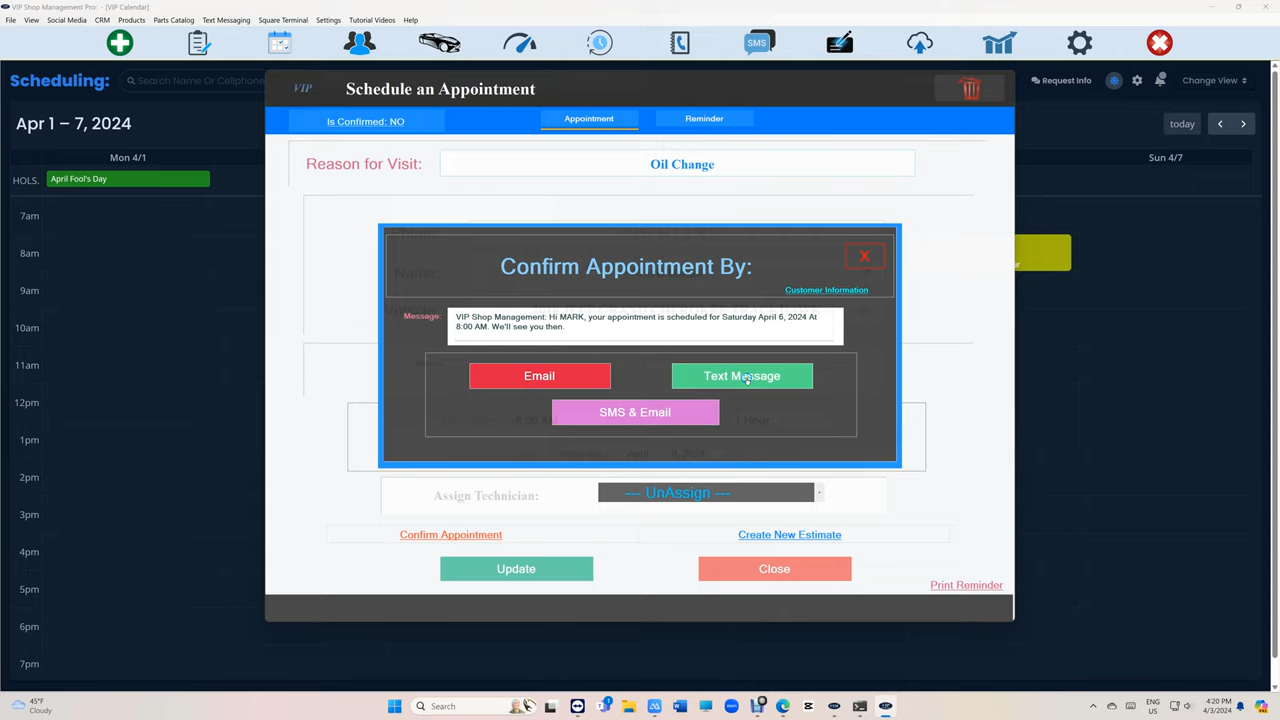 VIP Shop Management Pro: - [VIP Calendar]
File View Social Media CRM Products Parts Catalog Text Messaging Square Terminal Settings Tutorial Videos Help
SMS
Scheduling:
Search Name Or Cellphone
Request Info
Change View
VIP
Schedule an Appointment
Apr 1 – 7, 2024
today
Is Confirmed: NO
Appointment
Reminder
Mon 4/1
Sun 4/7
HOLS.
April Fool's Day
Reason for Visit:
Oil Change
7am
8am
9am
10am
11am
12pm
1pm
2pm
3pm
4pm
5pm
6pm
7pm
Confirm Appointment By:
X
Customer Information
Message:
VIP Shop Management: Hi MARK, your appointment is scheduled for Saturday April 6, 2024 At
8:00 AM. We'll see you then.
Email
Text Message
SMS & Email
8:00 AM
1 Hour
Assign Technician:
--- UnAssign ---
Confirm Appointment
Create New Estimate
Update
Close
Print Reminder
45°F
Cloudy
Search
ENG
US
4:20 PM
4/3/2024